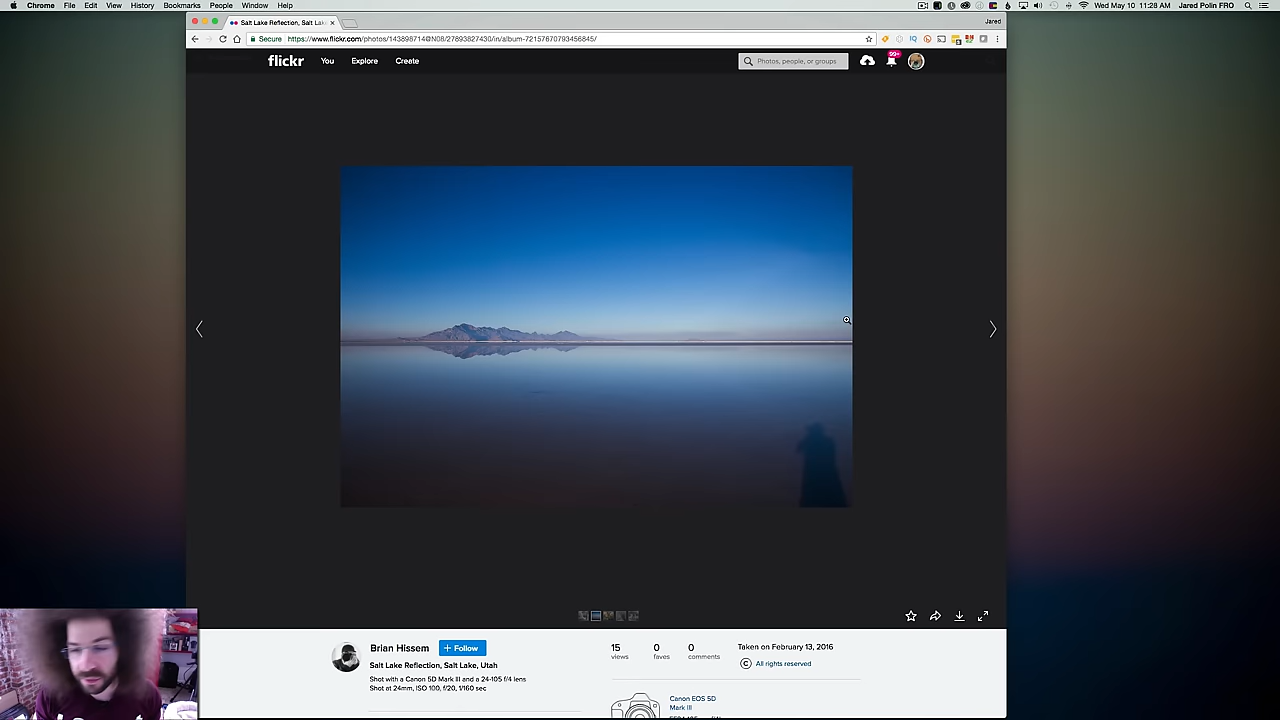 Chrome File Edit View History Bookmarks People Window Help
Wed May 10 11:28 AM Jared Polin FRO
Salt Lake Reflection, Salt Lak
Jared
Secure https://www.flickr.com/photos/143898714@N08/27893827430/in/album-72157670793456845/
flickr You Explore Create
Photos, people, or groups
99+
Brian Hissem
+ Follow
Salt Lake Reflection, Salt Lake, Utah
Shot with a Canon 5D Mark III and a 24-105 f/4 lens
Shot at 24mm, ISO 100, f/20, 1/160 sec
15 0 0
views faves comments
Taken on February 13, 2016
All rights reserved
Canon EOS 5D
Mark III